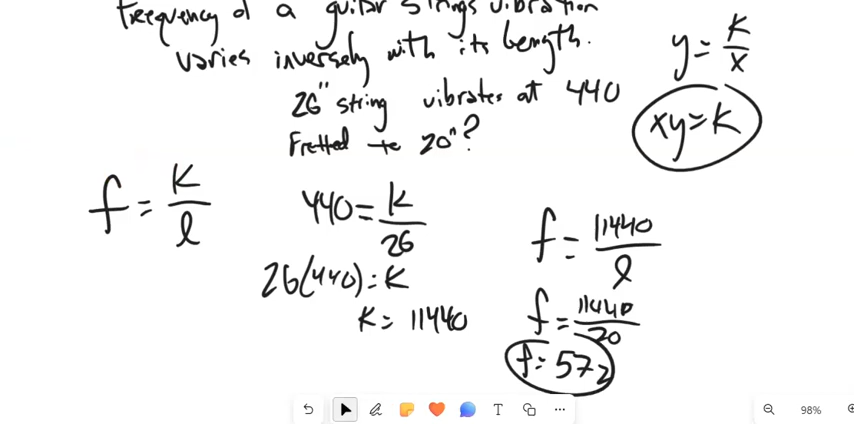 frequency of a guitar strings vibration
varies inversely with its length.
26" string vibrates at 440
Fretted to 20"?
y = K/x
xy = K
f = K/l
440 = k/26
26(440) = K
K = 11440
f = 11440/l
f = 11440/20
f = 572
T
98%